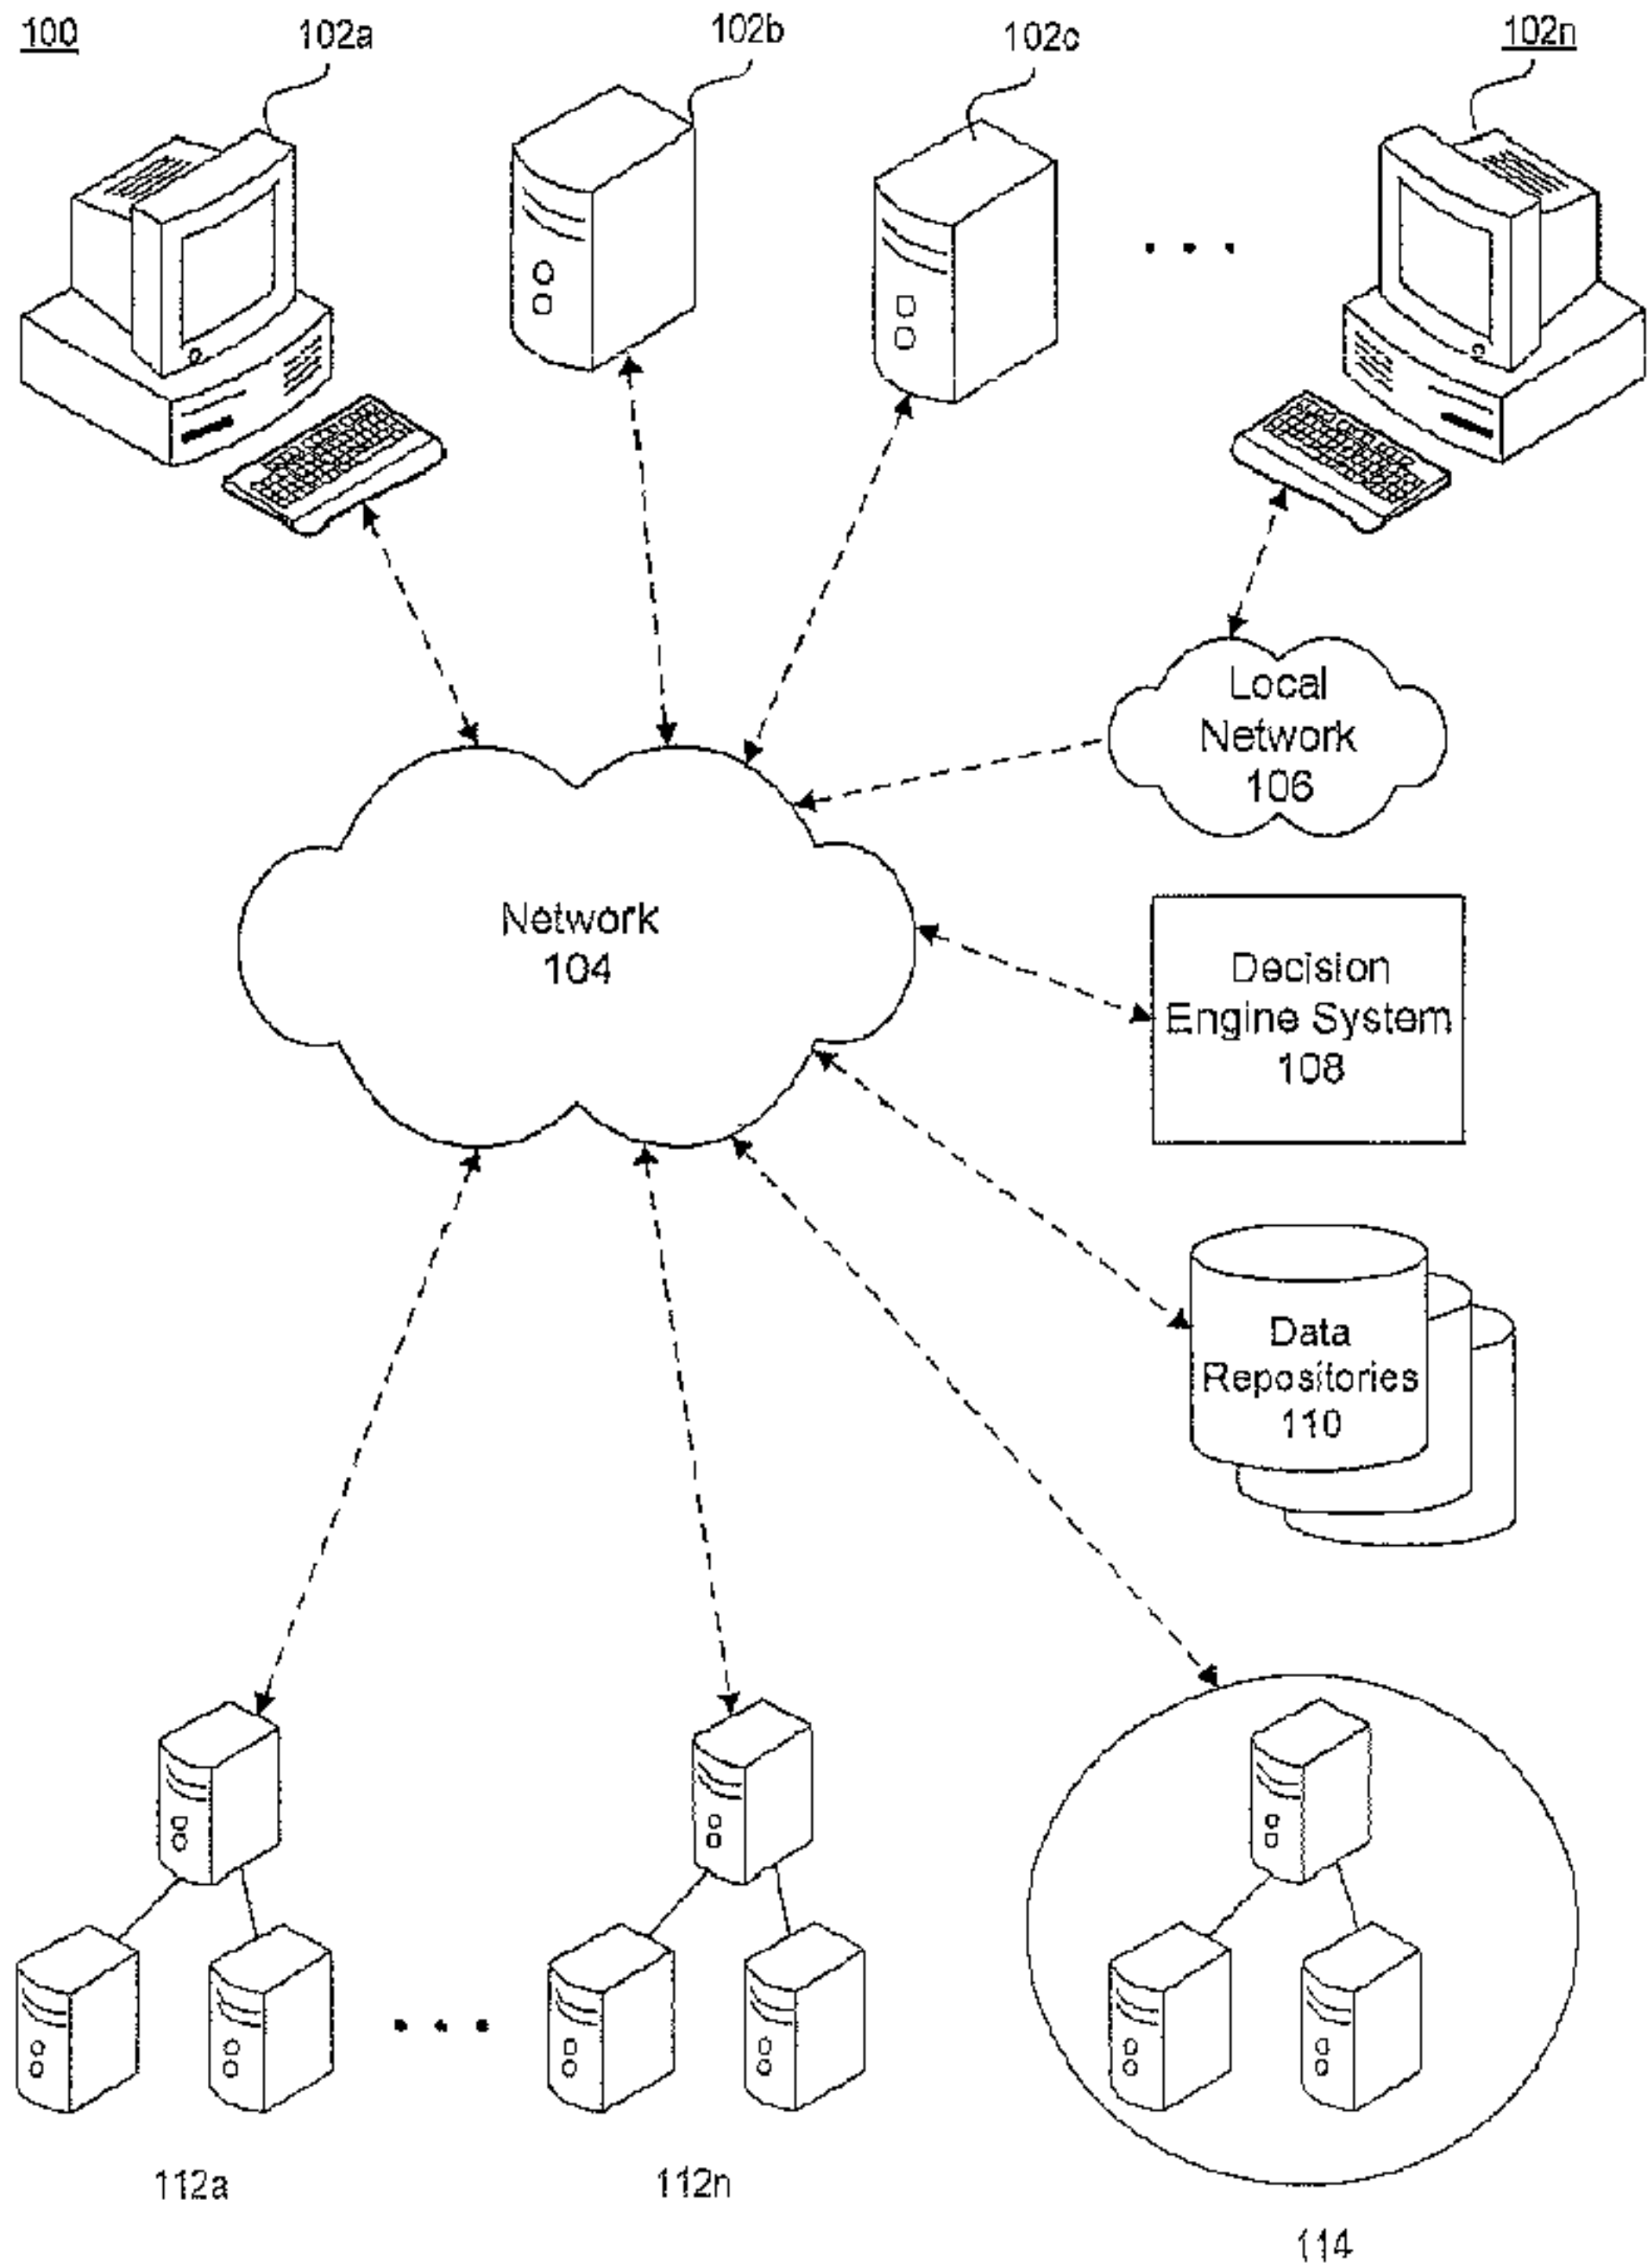 100
102a
102b
102c
102n
Local
Network
106
Network
104
Decision
Engine System
108
Data
Repositories
110
112a
112n
114